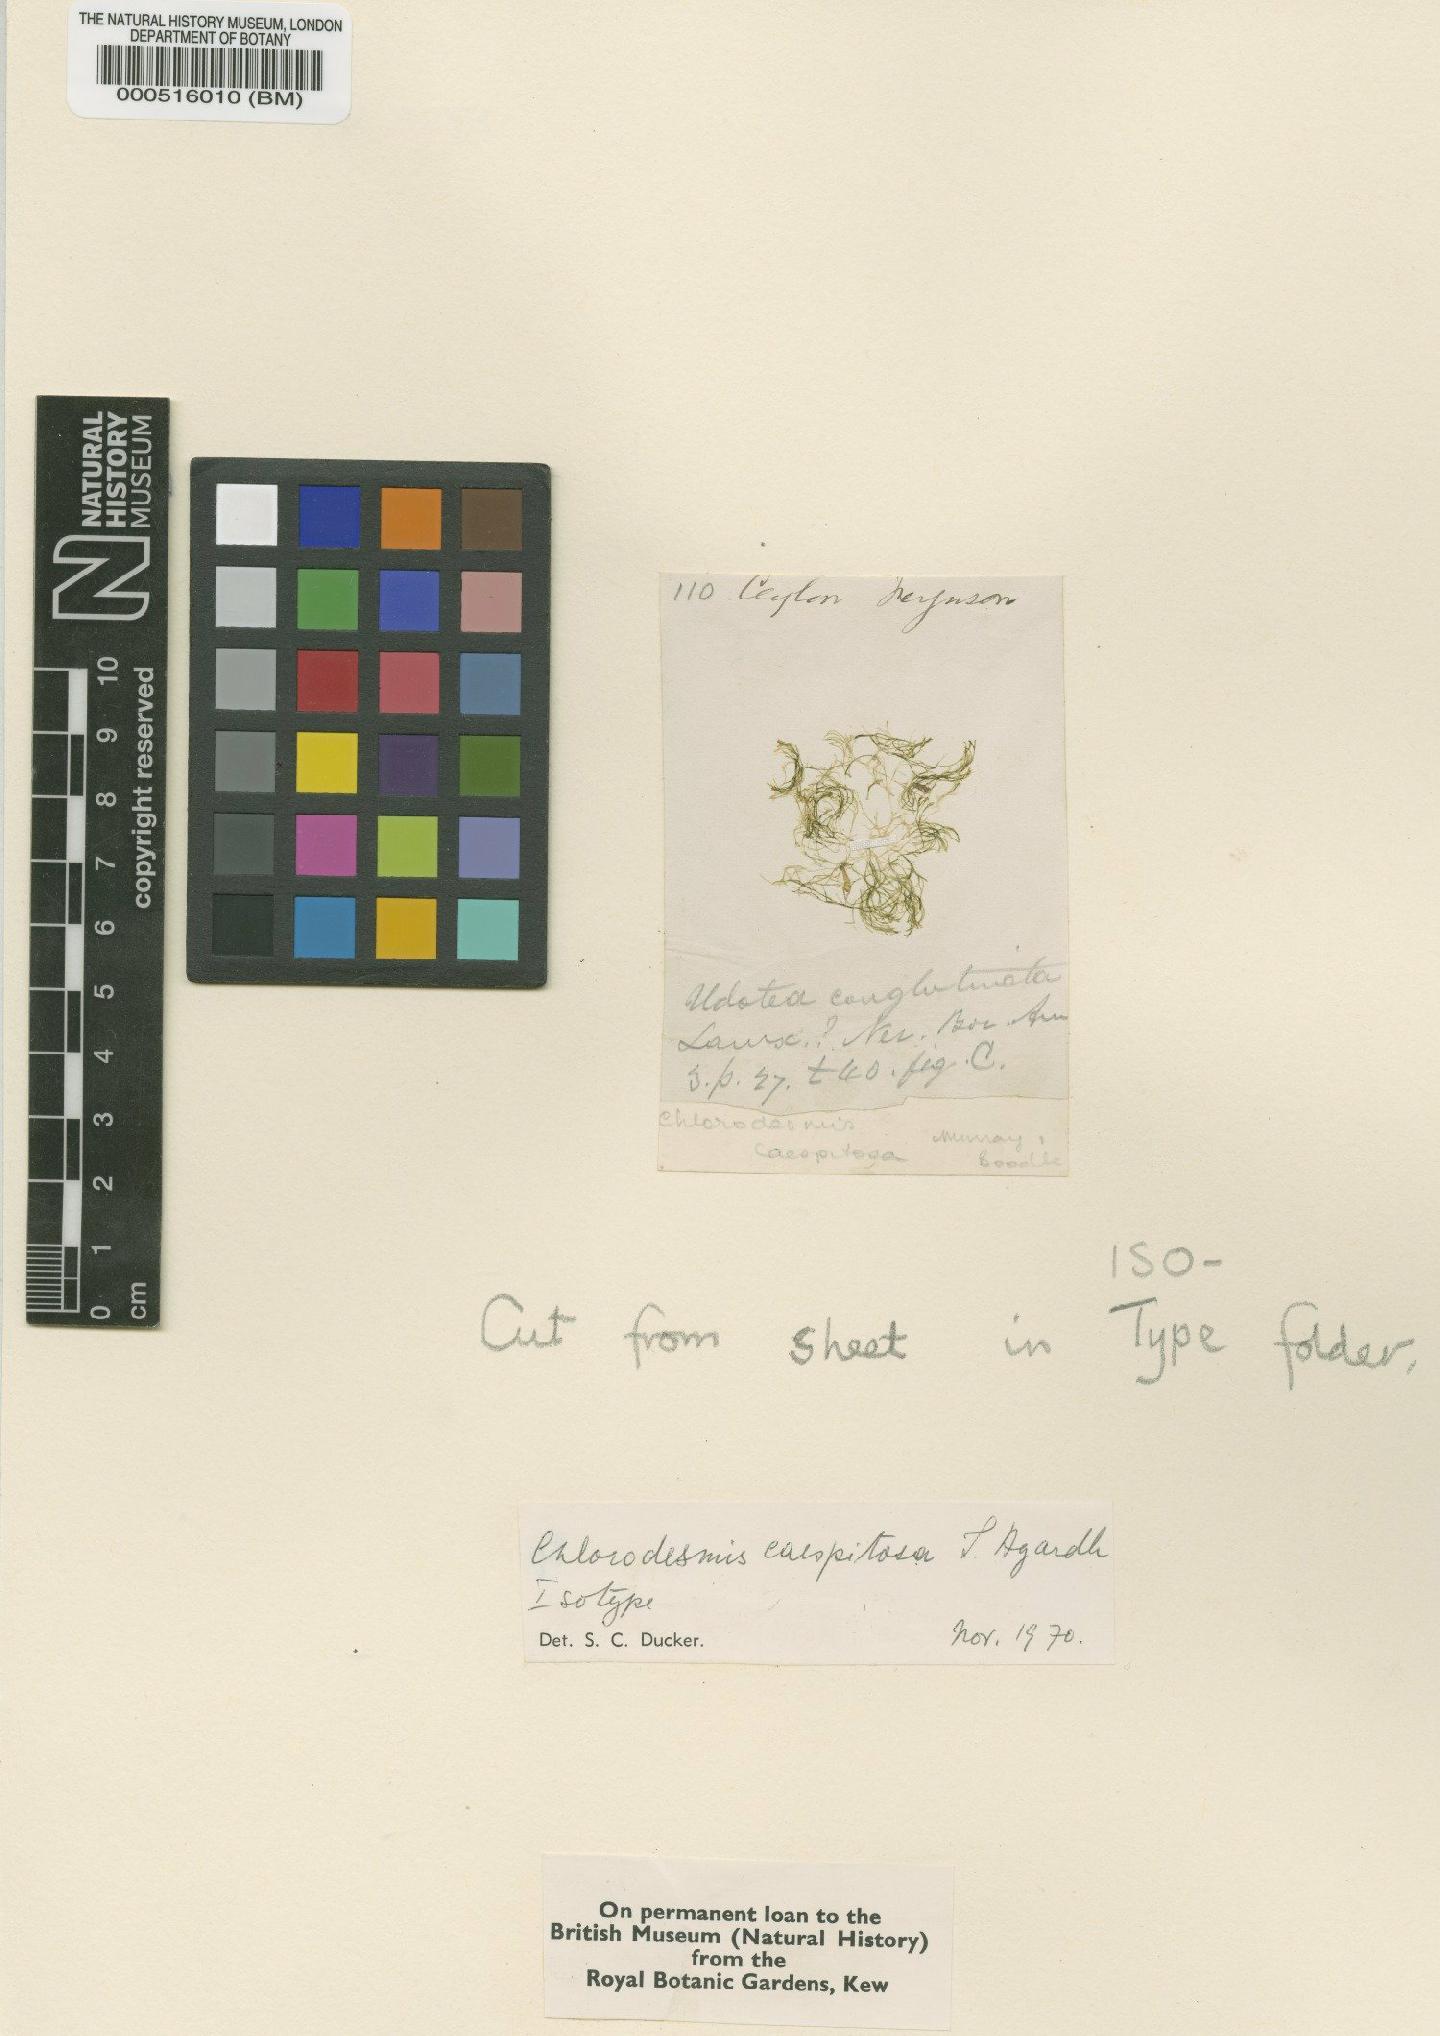 THE NATURAL HISTORY MUSEUM, LONDON
DEPARTMENT OF BOTANY
000516010 (BM)
NATURAL
HISTORY
MUSEUM
copyright reserved
10
9
8
7
6
5
4
3
2
1
0
cm
110 Ceylon Ferguson
Udotea conglutinata
Lamx.? Ner. Bor. Am
3. p. 27. t 40. fig. C.
Chlorodesmis
caespitosa
Murray &
Boodle
ISO-
Cut from sheet in Type folder.
Chlorodesmis caespitosa J. Agardh
Isotype
Det. S. C. Ducker.
Nov. 1970.
On permanent loan to the
British Museum (Natural History)
from the
Royal Botanic Gardens, Kew